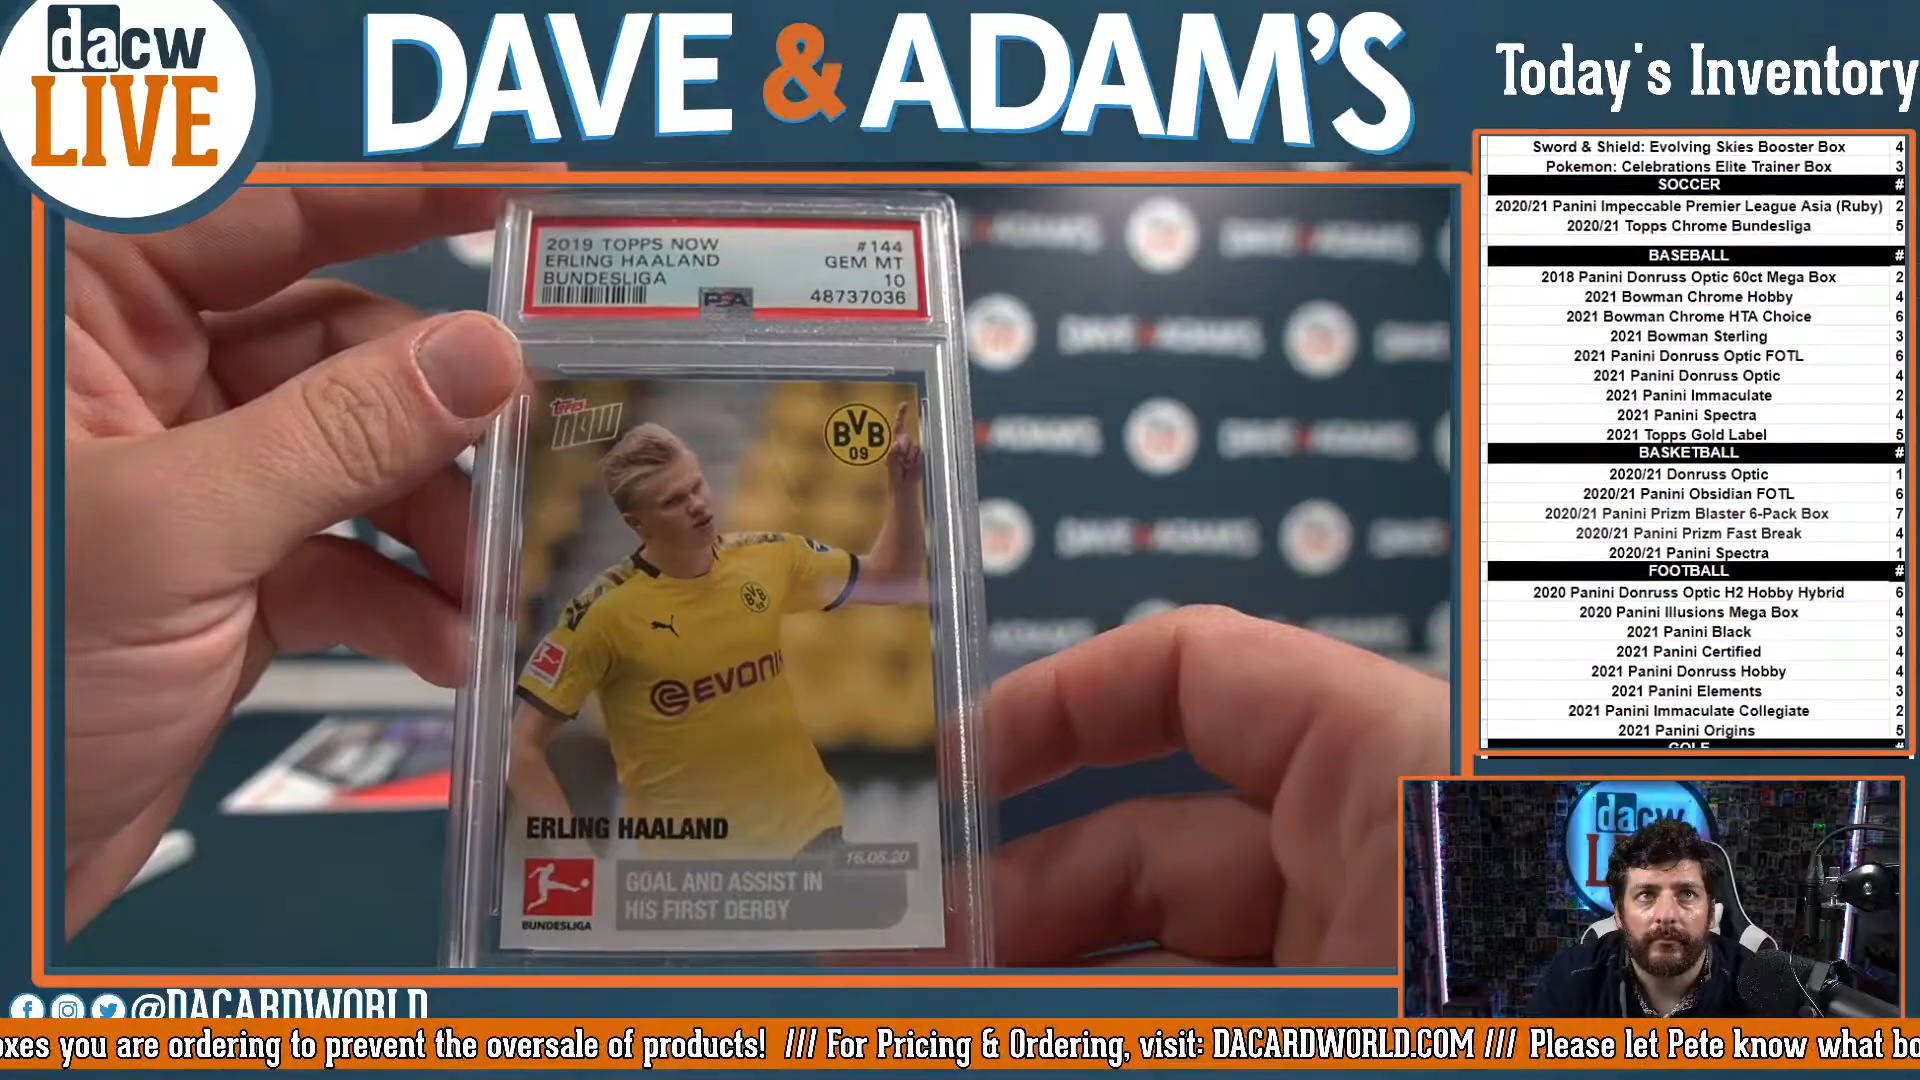 dacw
LIVE
DAVE & ADAM'S
Today's Inventory
Sword & Shield: Evolving Skies Booster Box 4
Pokemon: Celebrations Elite Trainer Box 3
SOCCER #
2020/21 Panini Impeccable Premier League Asia (Ruby) 2
2020/21 Topps Chrome Bundesliga 5
BASEBALL #
2018 Panini Donruss Optic 60ct Mega Box 2
2021 Bowman Chrome Hobby 4
2021 Bowman Chrome HTA Choice 6
2021 Bowman Sterling 3
2021 Panini Donruss Optic FOTL 6
2021 Panini Donruss Optic 4
2021 Panini Immaculate 2
2021 Panini Spectra 4
2021 Topps Gold Label 5
BASKETBALL #
2020/21 Donruss Optic 1
2020/21 Panini Obsidian FOTL 6
2020/21 Panini Prizm Blaster 6-Pack Box 7
2020/21 Panini Prizm Fast Break 4
2020/21 Panini Spectra 1
FOOTBALL #
2020 Panini Donruss Optic H2 Hobby Hybrid 6
2020 Panini Illusions Mega Box 4
2021 Panini Black 3
2021 Panini Certified 4
2021 Panini Donruss Hobby 4
2021 Panini Elements 3
2021 Panini Immaculate Collegiate 2
2021 Panini Origins 5
GOLF #
2019 TOPPS NOW #144
ERLING HAALAND GEM MT
BUNDESLIGA 10
PSA 48737036
TOPPS NOW
BVB
09
BVB
09
EVONIK
ERLING HAALAND
16.05.20
GOAL AND ASSIST IN
HIS FIRST DERBY
BUNDESLIGA
DAVE & ADAM'S
dacw
L
@DACARDWORLD
oxes you are ordering to prevent the oversale of products! /// For Pricing & Ordering, visit: DACARDWORLD.COM /// Please let Pete know what bo